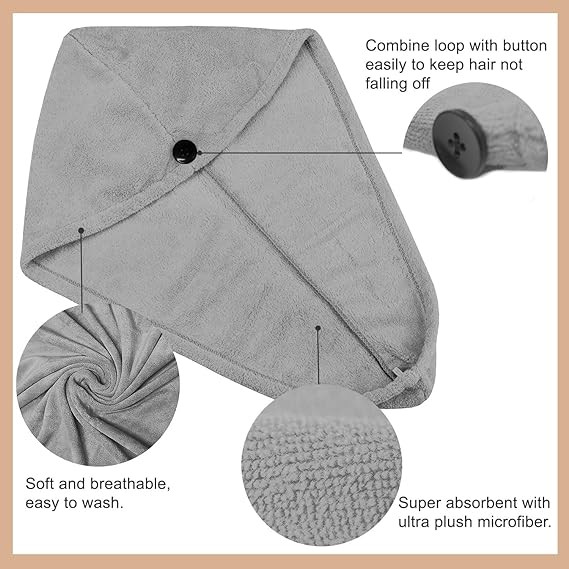 Combine loop with button
easily to keep hair not
falling off
Soft and breathable,
easy to wash.
Super absorbent with
ultra plush microfiber.